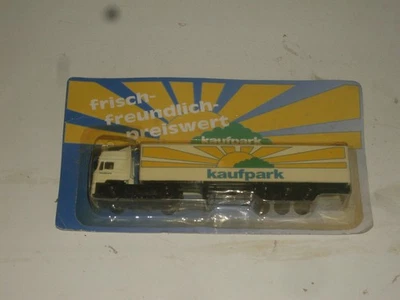 frisch-
freundlich-
preiswert
kaufpark
kaufpark